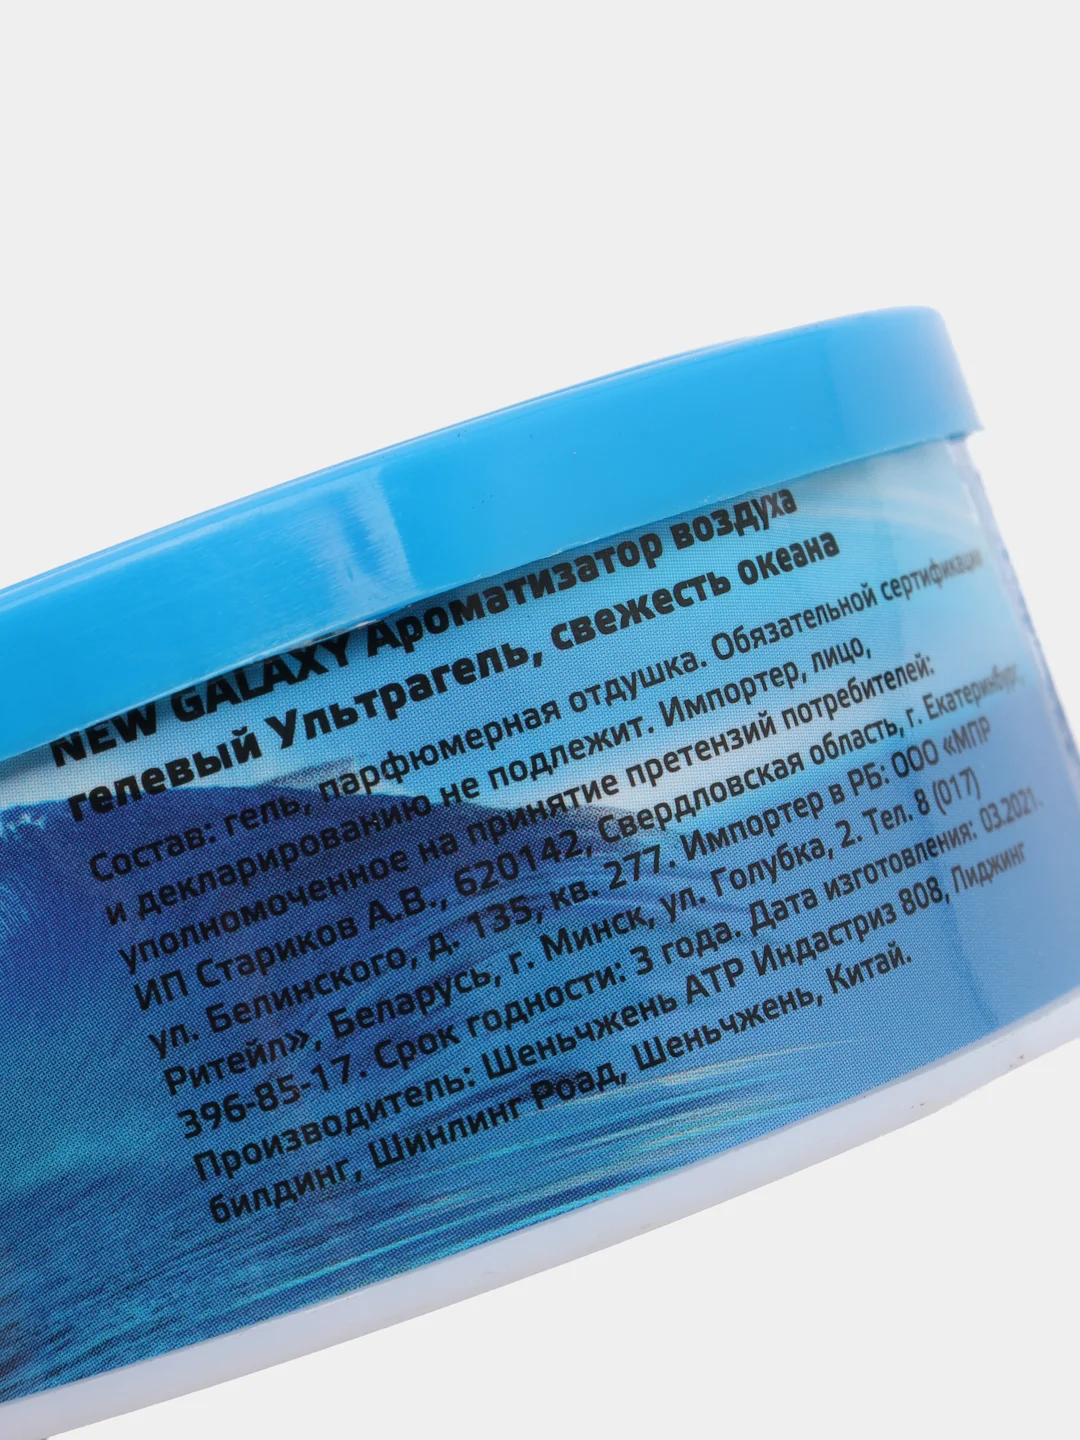 NEW GALAXY Ароматизатор воздуха
гелевый Ультрагель, свежесть океана
Состав: гель, парфюмерная отдушка. Обязательной сертификации
и декларированию не подлежит. Импортер, лицо,
уполномоченное на принятие претензий потребителей:
ИП Стариков А.В., 620142, Свердловская область, г. Екатеринбург,
ул. Белинского, д. 135, кв. 277. Импортер в РБ: ООО «МПР
Ритейл», Беларусь, г. Минск, ул. Голубка, 2. Тел. 8 (017)
396-85-17. Срок годности: 3 года. Дата изготовления: 03.2021.
Производитель: Шеньчжень АТР Индастриз 808, Пиджинг
билдинг, Шинлинг Роад, Шеньчжень, Китай.